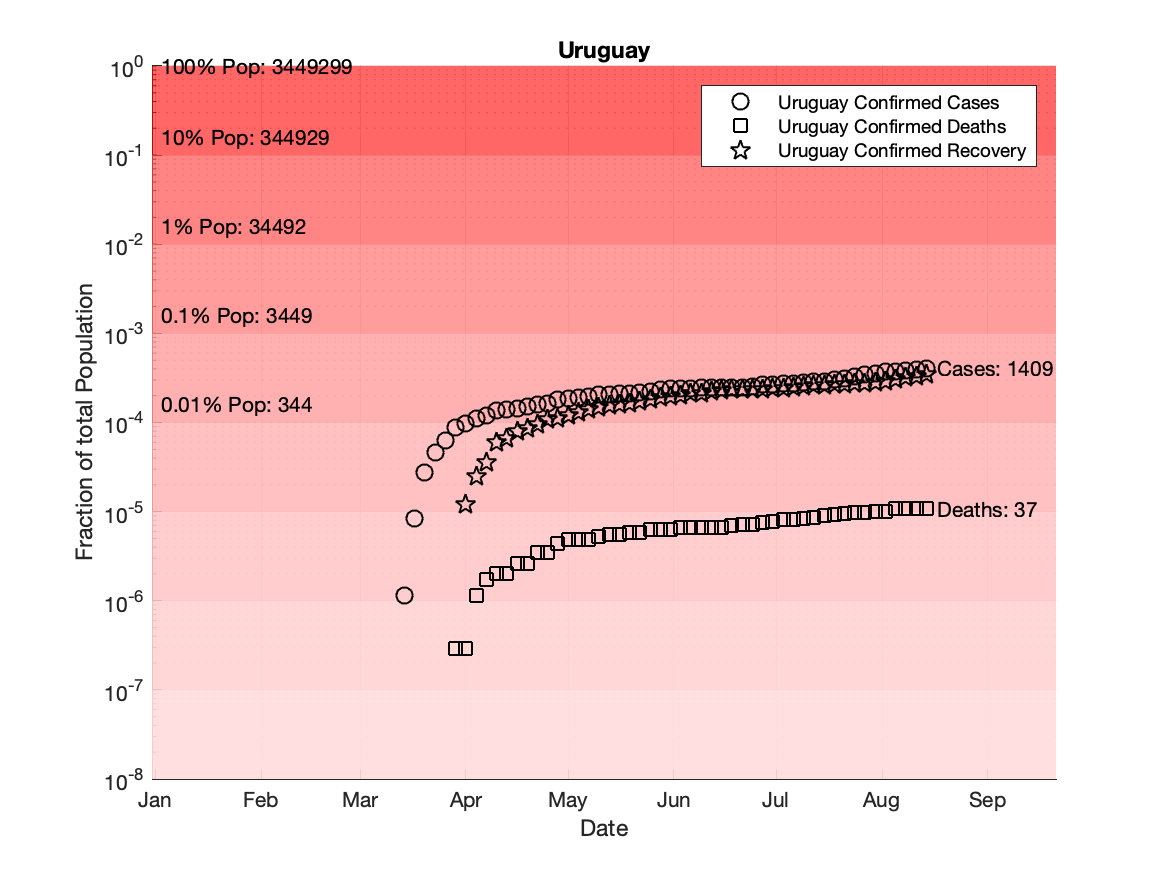 Uruguay
10^0
100% Pop: 3449299
Uruguay Confirmed Cases
Uruguay Confirmed Deaths
Uruguay Confirmed Recovery
10% Pop: 344929
10^-1
1% Pop: 34492
10^-2
0.1% Pop: 3449
10^-3
Cases: 1409
0.01% Pop: 344
10^-4
Fraction of total Population
10^-5
Deaths: 37
10^-6
10^-7
10^-8
Jan Feb Mar Apr May Jun Jul Aug Sep
Date